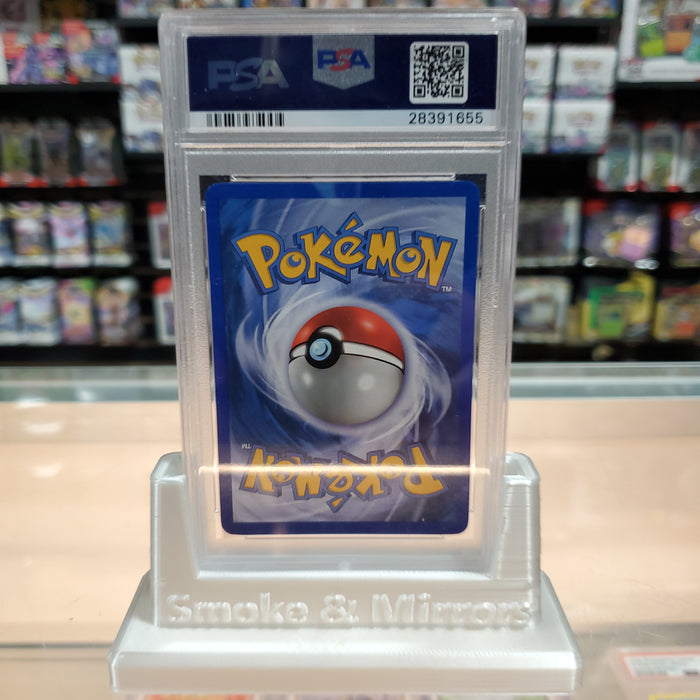 PSA PSA
28391655
POKéMON
TM
POKéMON
TM
Smoke & Mirrors